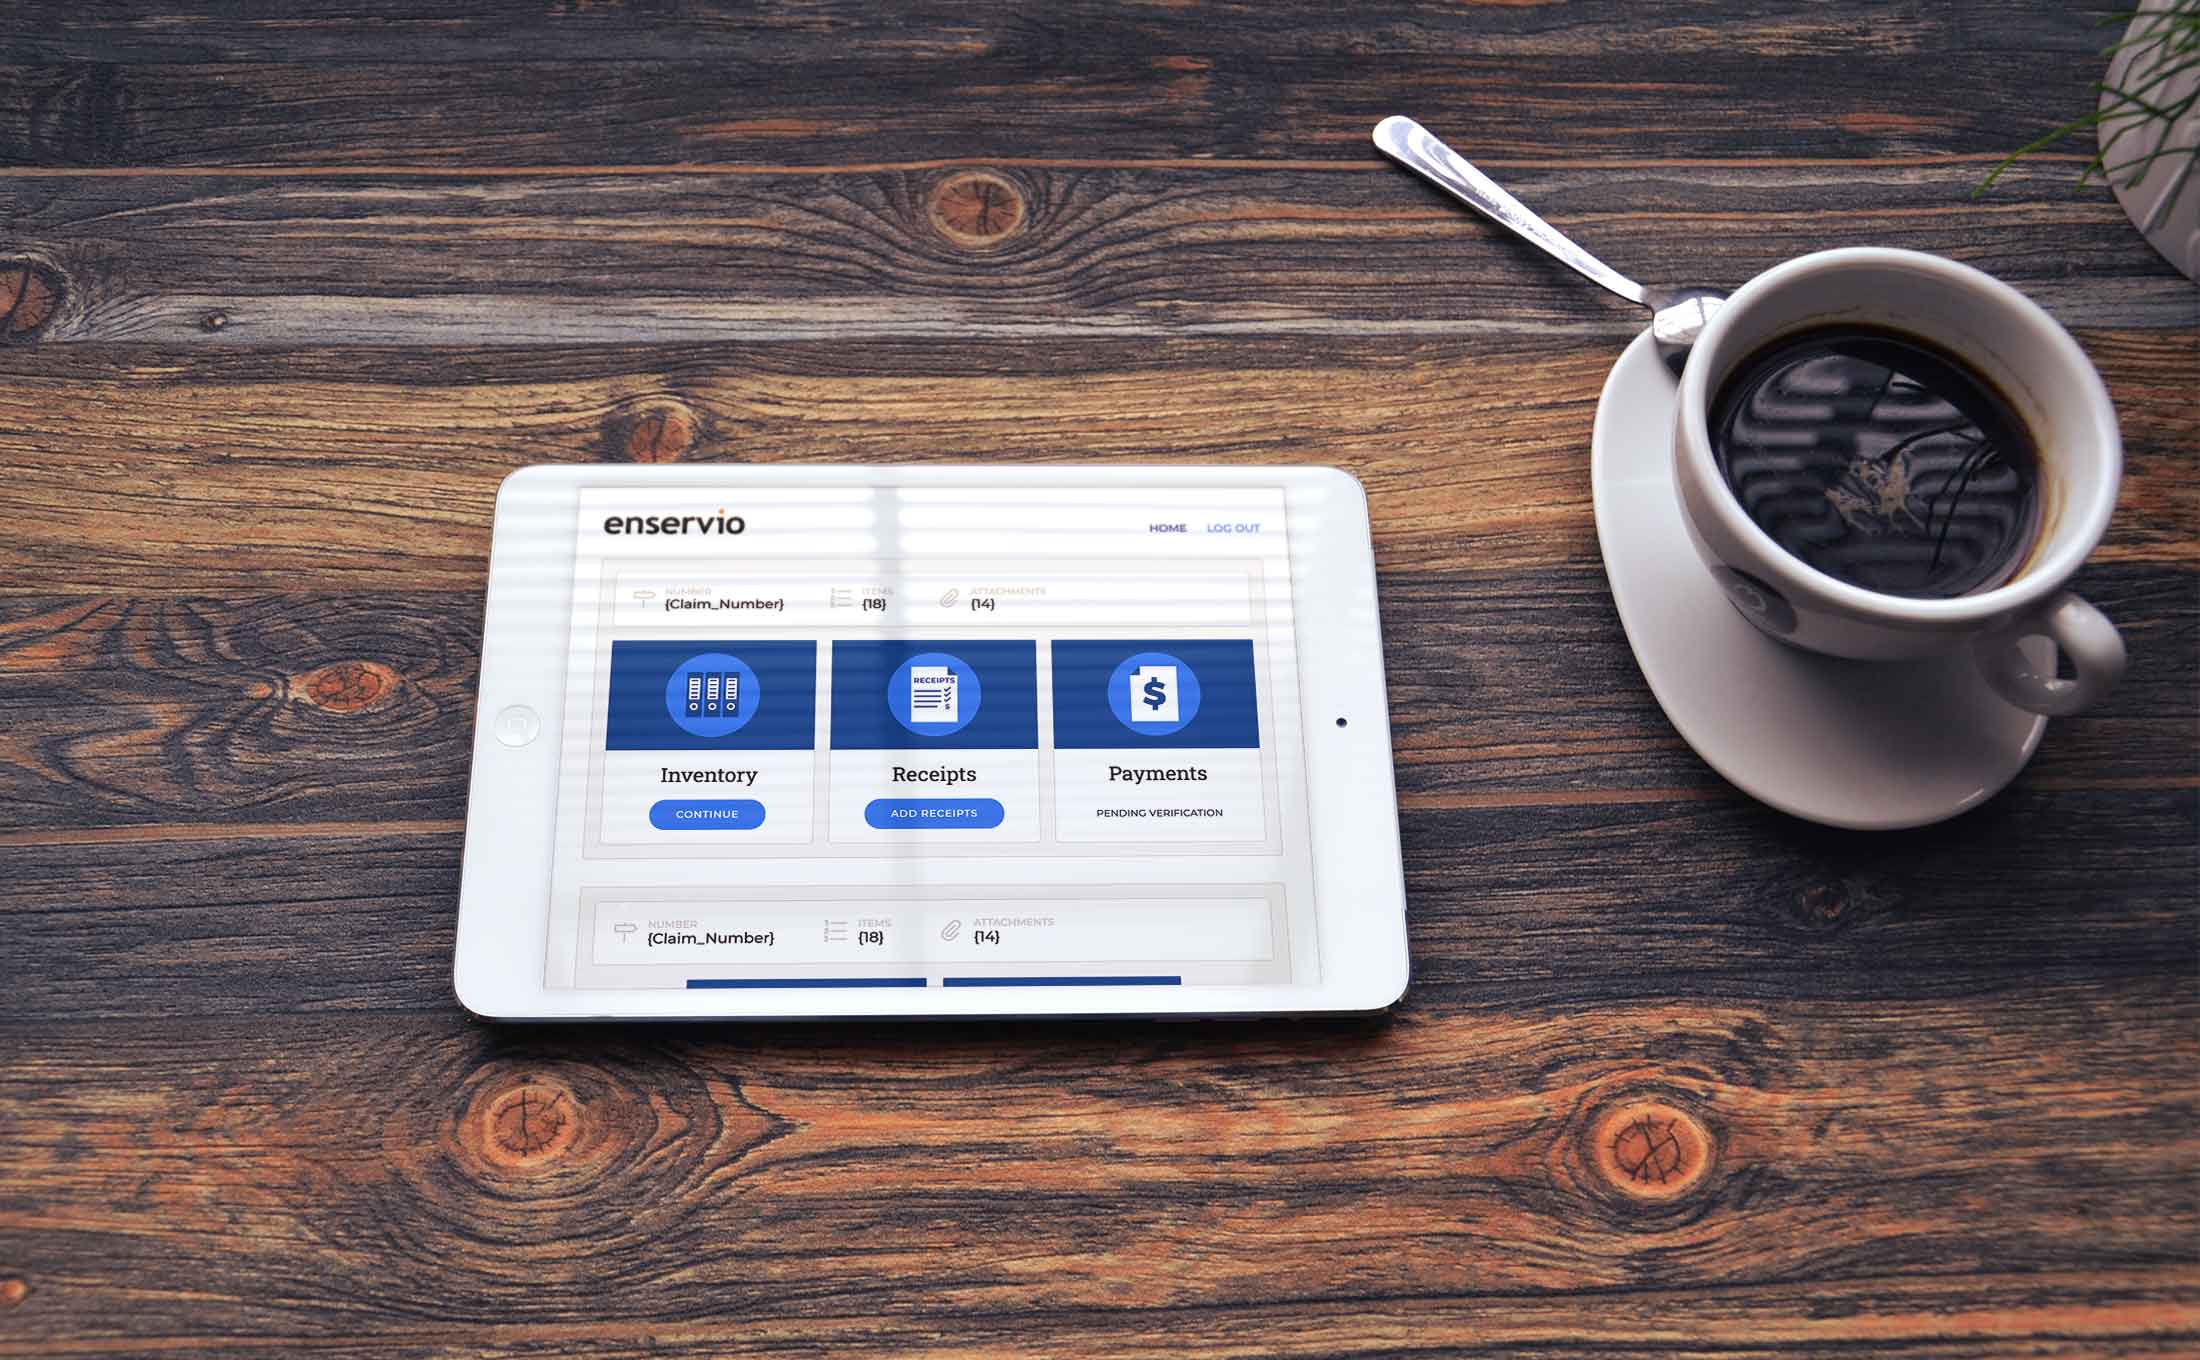 enservio
HOME LOG OUT
NUMBER ITEMS ATTACHMENTS
{Claim_Number} {18} {14}
RECEIPTS
$
Inventory Receipts Payments
CONTINUE ADD RECEIPTS PENDING VERIFICATION
NUMBER ITEMS ATTACHMENTS
{Claim_Number} {18} {14}